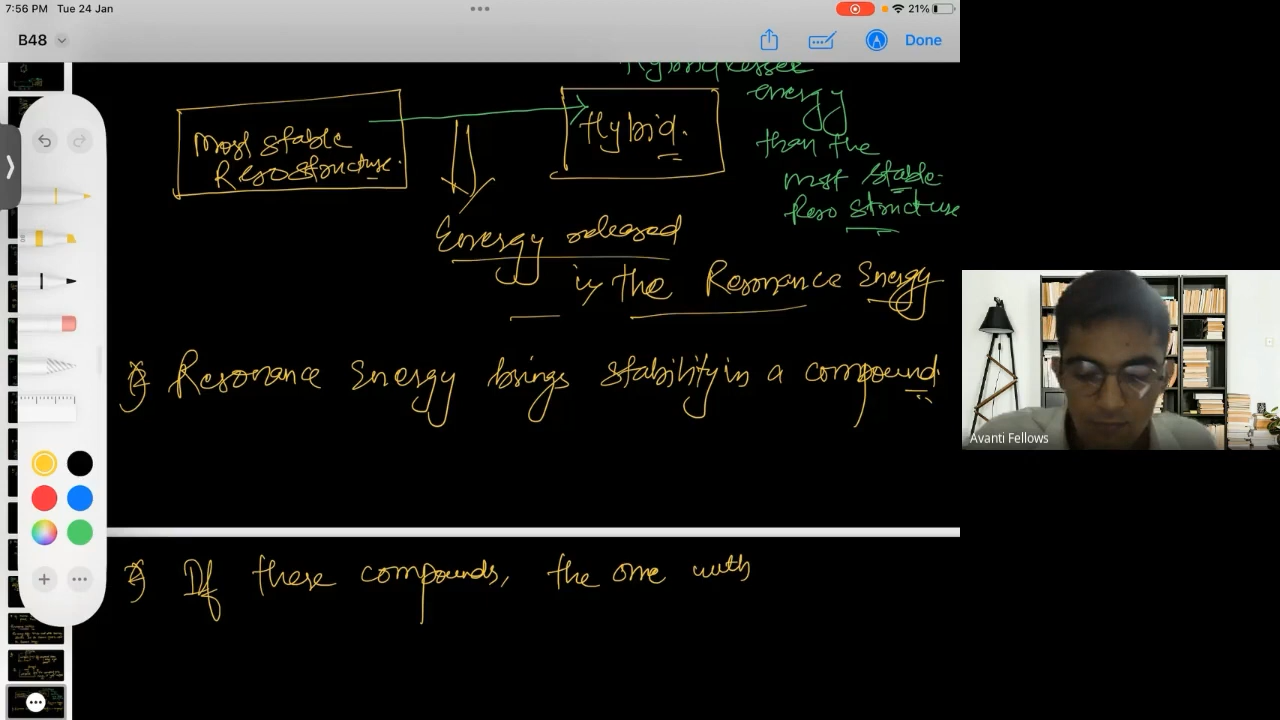 7:56 PM Tue 24 Jan
21%
B48
Done
energy
than the
most stable
Reso structure
Most stable
Resostructure.
Hybrid.
Energy released
is the Resonance Energy
Resonance Energy brings stability in a compound.
If these compounds, the one with
Avanti Fellows